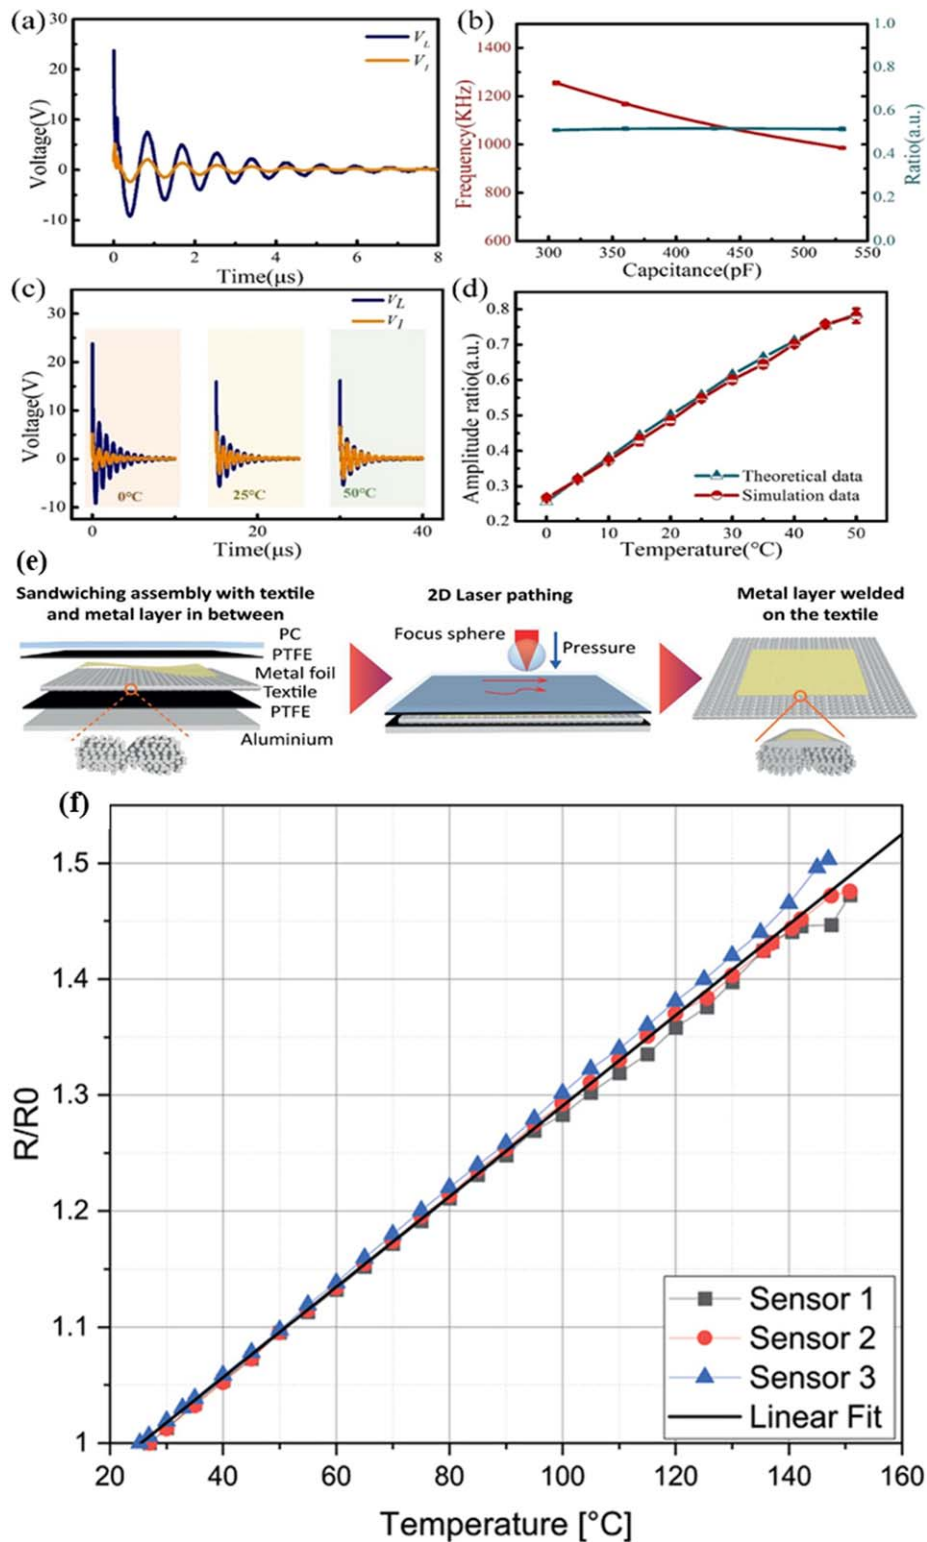 (a)
30
20
10
0
-10
Voltage(V)
V_L
V_I
0 2 4 6 8
Time(μs)
(b)
1400
1200
1000
800
600
Frequency(KHz)
1.0
0.8
0.6
0.4
0.2
0.0
Ratio(a.u.)
300 350 400 450 500 550
Capcitance(pF)
(c)
30
20
10
0
-10
Voltage(V)
V_L
V_I
0°C 25°C 50°C
0 20 40
Time(μs)
(d)
0.8
0.7
0.6
0.5
0.4
0.3
0.2
Amplitude ratio(a.u.)
Theoretical data
Simulation data
0 10 20 30 40 50
Temperature(°C)
(e)
Sandwiching assembly with textile
and metal layer in between
PC
PTFE
Metal foil
Textile
PTFE
Aluminium
2D Laser pathing
Focus sphere
Pressure
Metal layer welded
on the textile
(f)
1.5
1.4
1.3
1.2
1.1
1
R/R0
Sensor 1
Sensor 2
Sensor 3
Linear Fit
20 40 60 80 100 120 140 160
Temperature [°C]